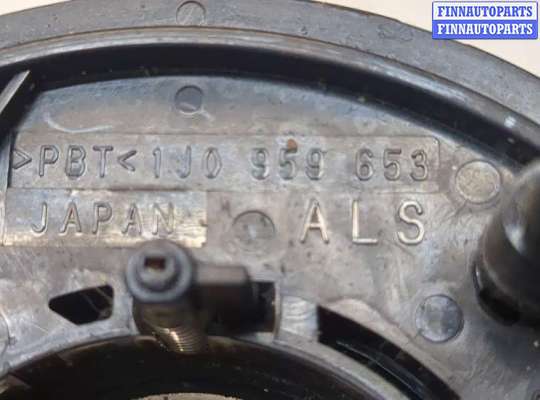 FINNAUTOPARTS
FINNAUTOPARTS
>PBT< 1J0 959 653
JAPAN ALS